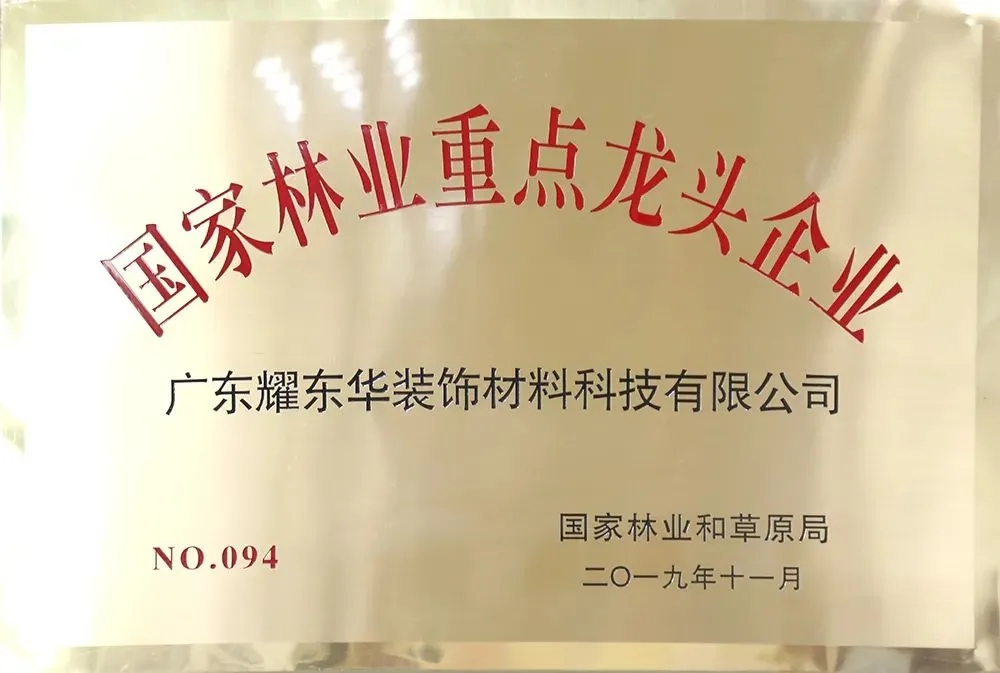 国家林业重点龙头企业
广东耀东华装饰材料科技有限公司
国家林业和草原局
NO.094
二〇一九年十一月